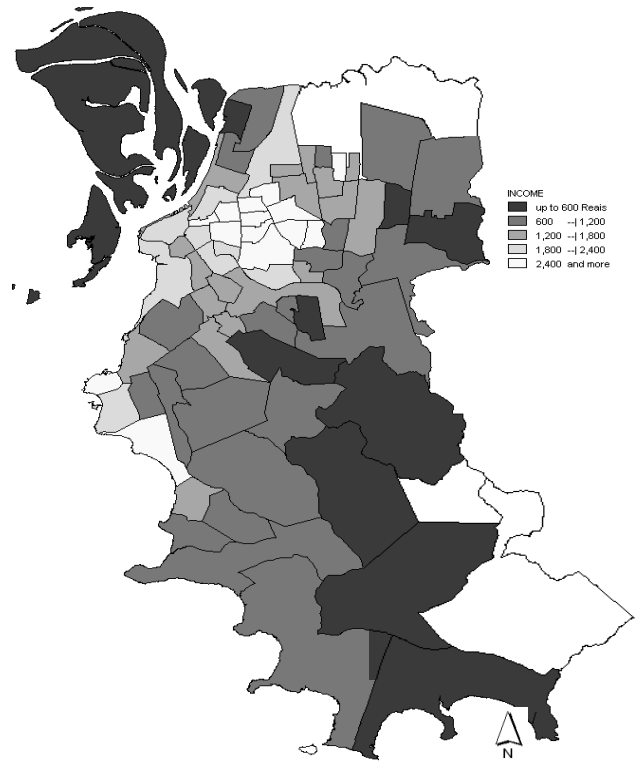 INCOME
up to 600 Reais
600 --| 1,200
1,200 --| 1,800
1,800 --| 2,400
2,400 and more
N